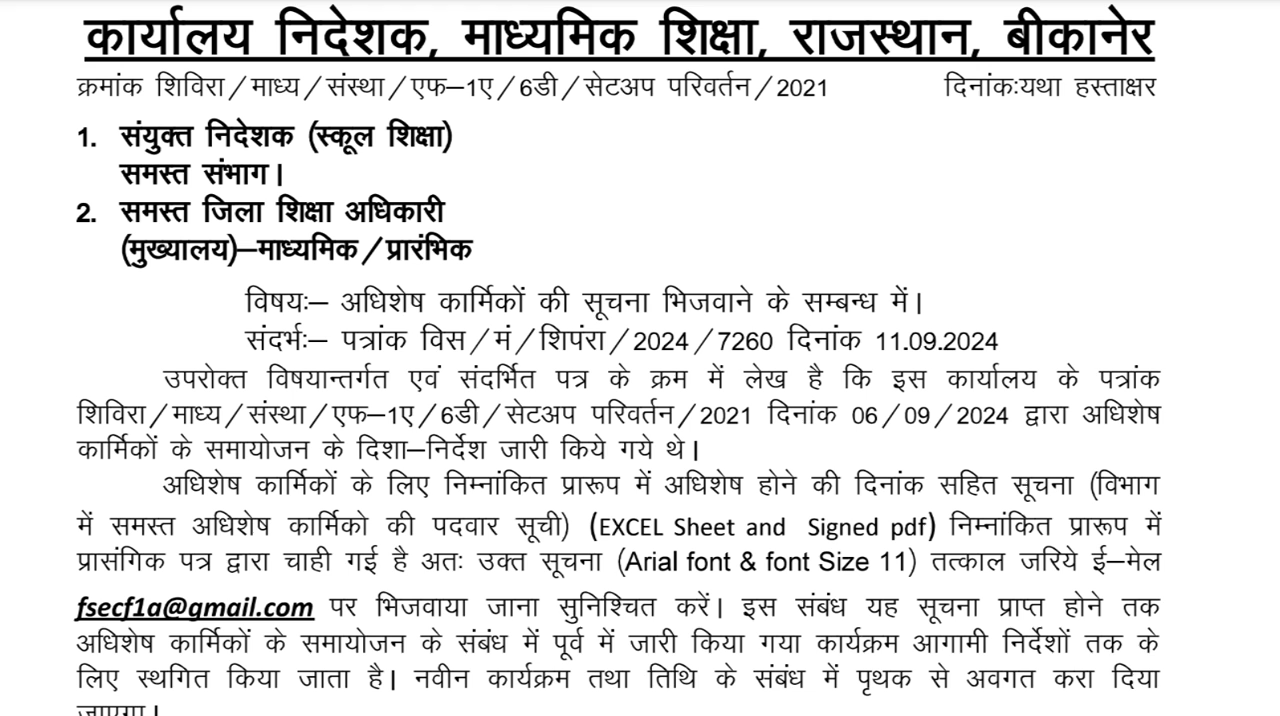 कार्यालय निदेशक, माध्यमिक शिक्षा, राजस्थान, बीकानेर
क्रमांक शिविरा/माध्य/संस्था/एफ–1ए/6डी/सेटअप परिवर्तन/2021 दिनांकःयथा हस्ताक्षर
1. संयुक्त निदेशक (स्कूल शिक्षा)
समस्त संभाग।
2. समस्त जिला शिक्षा अधिकारी
(मुख्यालय)–माध्यमिक/प्रारंभिक
विषयः– अधिशेष कार्मिकों की सूचना भिजवाने के सम्बन्ध में।
संदर्भः– पत्रांक विस/मं/शिपंरा/2024/7260 दिनांक 11.09.2024
उपरोक्त विषयान्तर्गत एवं संदर्भित पत्र के क्रम में लेख है कि इस कार्यालय के पत्रांक
शिविरा/माध्य/संस्था/एफ–1ए/6डी/सेटअप परिवर्तन/2021 दिनांक 06/09/2024 द्वारा अधिशेष
कार्मिकों के समायोजन के दिशा–निर्देश जारी किये गये थे।
अधिशेष कार्मिकों के लिए निम्नांकित प्रारूप में अधिशेष होने की दिनांक सहित सूचना (विभाग
में समस्त अधिशेष कार्मिको की पदवार सूची) (EXCEL Sheet and Signed pdf) निम्नांकित प्रारूप में
प्रासंगिक पत्र द्वारा चाही गई है अतः उक्त सूचना (Arial font & font Size 11) तत्काल जरिये ई–मेल
fsecf1a@gmail.com पर भिजवाया जाना सुनिश्चित करें। इस संबंध यह सूचना प्राप्त होने तक
अधिशेष कार्मिकों के समायोजन के संबंध में पूर्व में जारी किया गया कार्यक्रम आगामी निर्देशों तक के
लिए स्थगित किया जाता है। नवीन कार्यक्रम तथा तिथि के संबंध में पृथक से अवगत करा दिया
जाएगा।